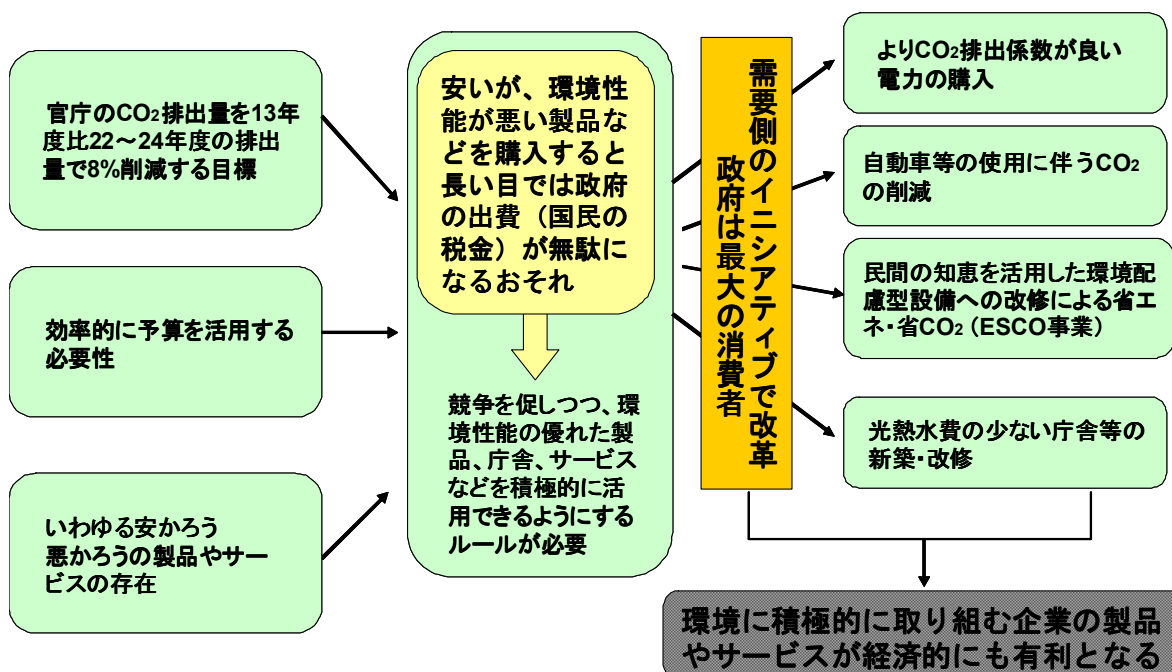 官庁のCO₂排出量を13年
度比22～24年度の排出
量で8%削減する目標
効率的に予算を活用する
必要性
いわゆる安かろう
悪かろうの製品やサー
ビスの存在
安いが、環境性
能が悪い製品な
どを購入すると
長い目では政府
の出費（国民の
税金）が無駄に
なるおそれ
競争を促しつつ、環
境性能の優れた製
品、庁舎、サービス
などを積極的に活
用できるようにする
ルールが必要
需要側のイニシアティブで改革
政府は最大の消費者
よりCO₂排出係数が良い
電力の購入
自動車等の使用に伴うCO₂
の削減
民間の知恵を活用した環境配
慮型設備への改修による省エ
ネ・省CO₂（ESCO事業）
光熱水費の少ない庁舎等の
新築・改修
環境に積極的に取り組む企業の製品
やサービスが経済的にも有利となる